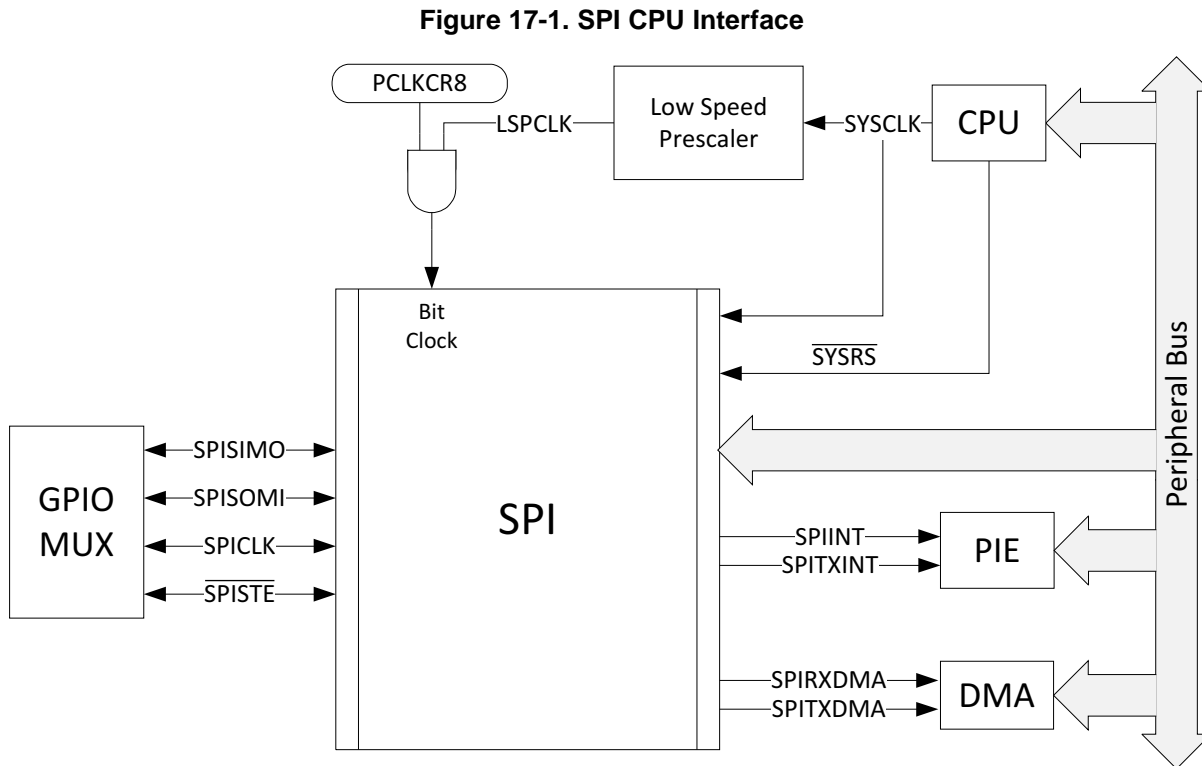 Figure 17-1. SPI CPU Interface
PCLKCR8
LSPCLK
Low Speed
Prescaler
SYSCLK
CPU
Bit
Clock
SYSRS
Peripheral Bus
GPIO
MUX
SPISIMO
SPISOMI
SPICLK
SPISTE
SPI
SPIINT
SPITXINT
PIE
SPIRXDMA
SPITXDMA
DMA